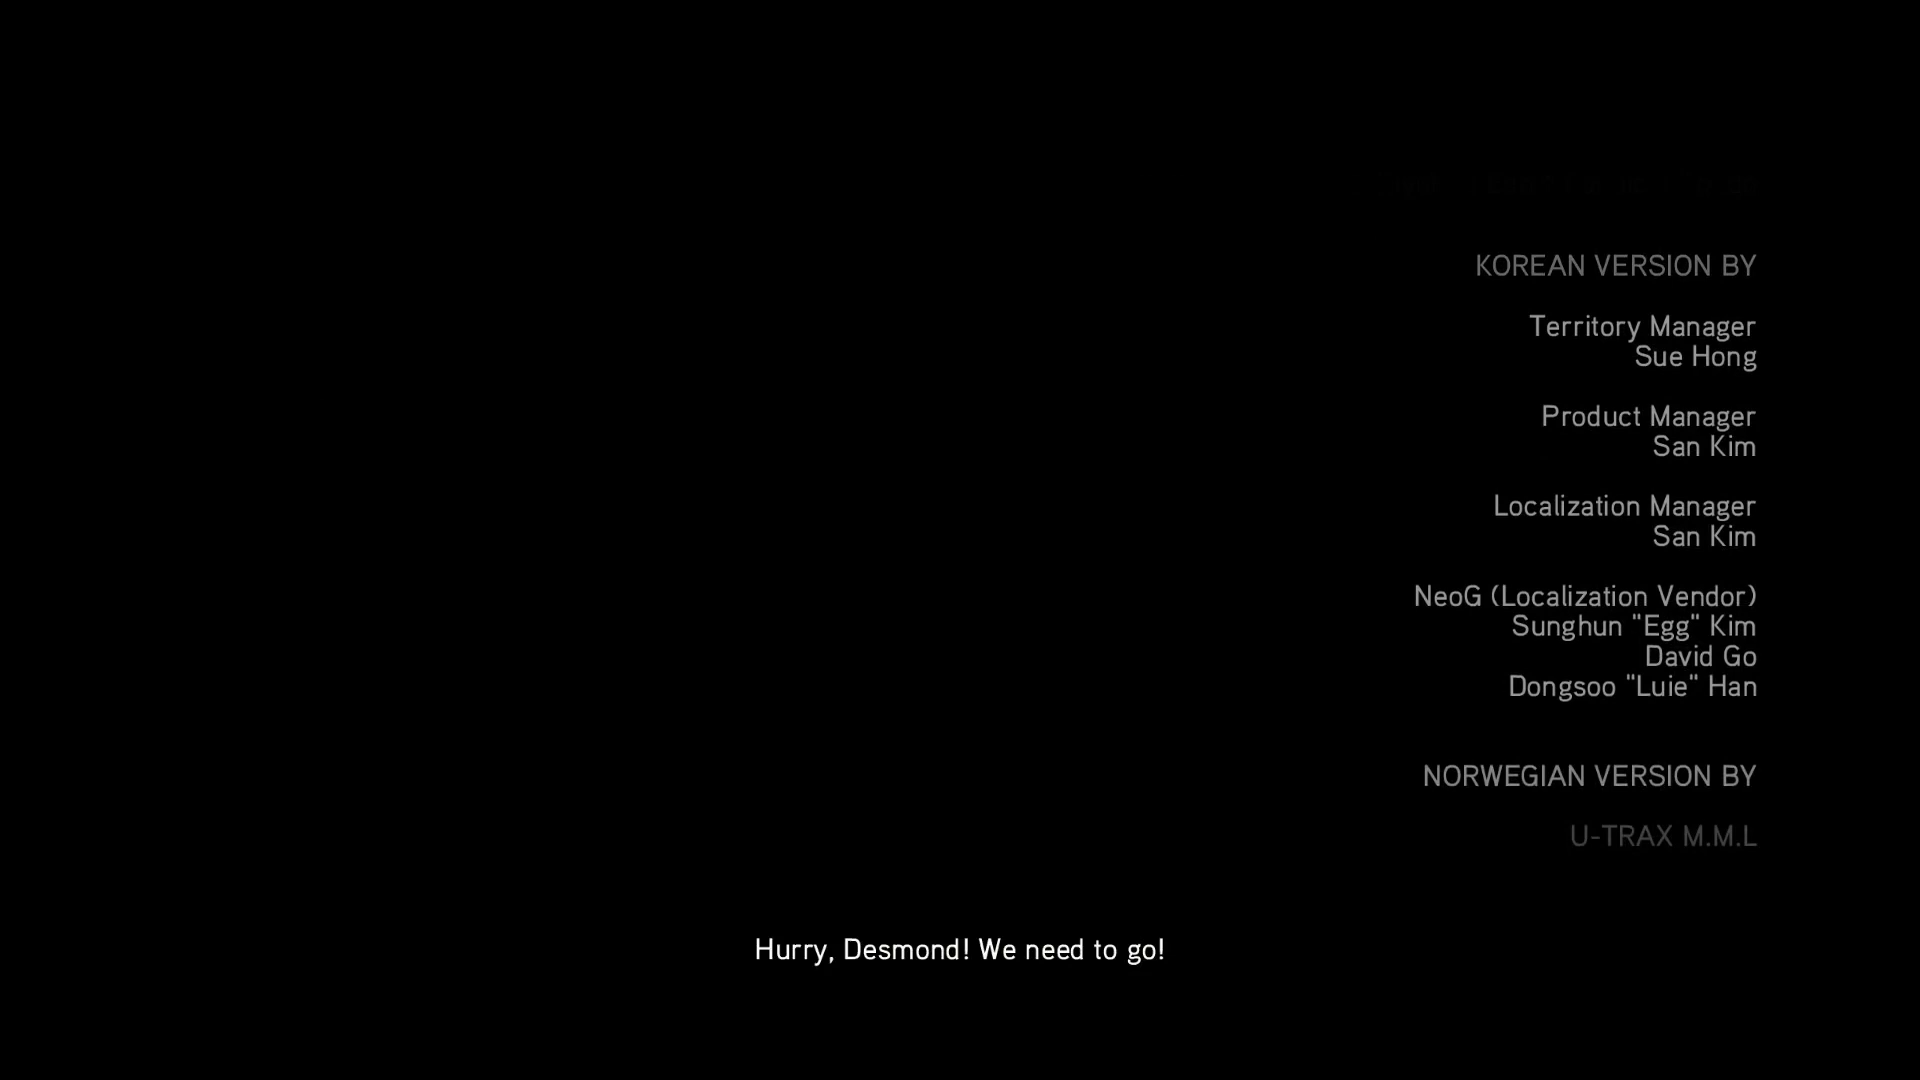 KOREAN VERSION BY
Territory Manager
Sue Hong
Product Manager
San Kim
Localization Manager
San Kim
NeoG (Localization Vendor)
Sunghun "Egg" Kim
David Go
Dongsoo "Luie" Han
NORWEGIAN VERSION BY
U-TRAX M.M.L
Hurry, Desmond! We need to go!